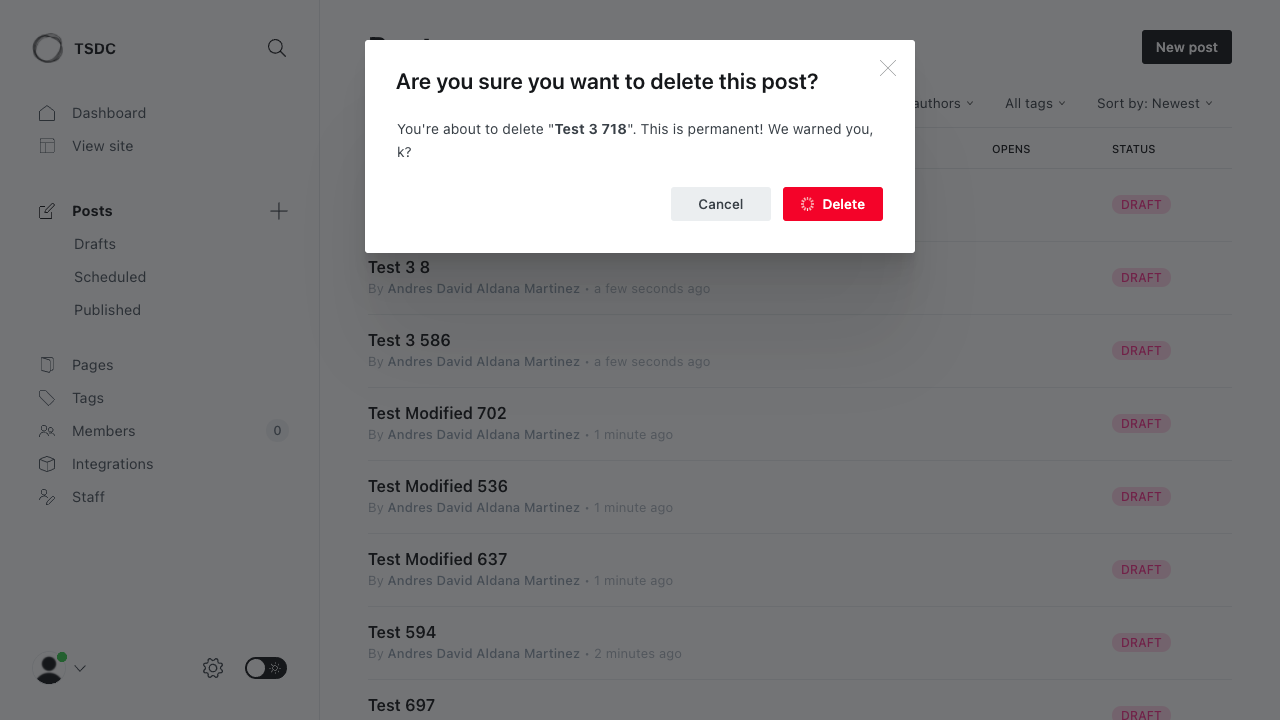 TSDC
New post
Are you sure you want to delete this post?
You're about to delete "Test 3 718". This is permanent! We warned you,
k?
Cancel
Delete
authors
All tags
Sort by: Newest
OPENS
STATUS
Dashboard
View site
Posts
Drafts
Scheduled
Published
Pages
Tags
Members
0
Integrations
Staff
DRAFT
Test 3 8
By Andres David Aldana Martinez • a few seconds ago
DRAFT
Test 3 586
By Andres David Aldana Martinez • a few seconds ago
DRAFT
Test Modified 702
By Andres David Aldana Martinez • 1 minute ago
DRAFT
Test Modified 536
By Andres David Aldana Martinez • 1 minute ago
DRAFT
Test Modified 637
By Andres David Aldana Martinez • 1 minute ago
DRAFT
Test 594
By Andres David Aldana Martinez • 2 minutes ago
DRAFT
Test 697
DRAFT